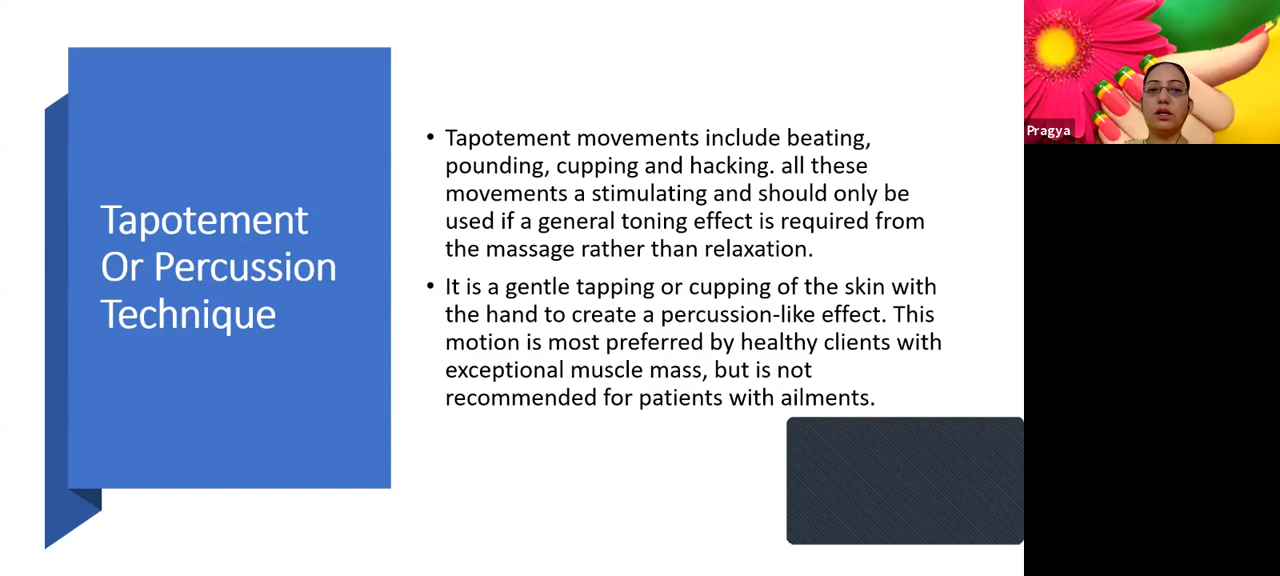 Tapotement
Or Percussion
Technique
• Tapotement movements include beating,
pounding, cupping and hacking. all these
movements a stimulating and should only be
used if a general toning effect is required from
the massage rather than relaxation.
• It is a gentle tapping or cupping of the skin with
the hand to create a percussion-like effect. This
motion is most preferred by healthy clients with
exceptional muscle mass, but is not
recommended for patients with ailments.
Pragya